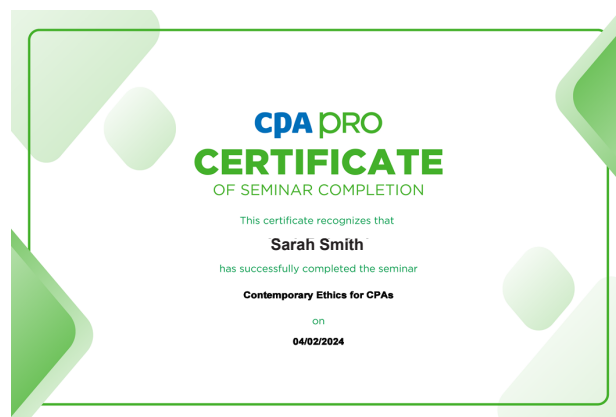 CPA PRO
CERTIFICATE
OF SEMINAR COMPLETION
This certificate recognizes that
Sarah Smith
has successfully completed the seminar
Contemporary Ethics for CPAs
on
04/02/2024